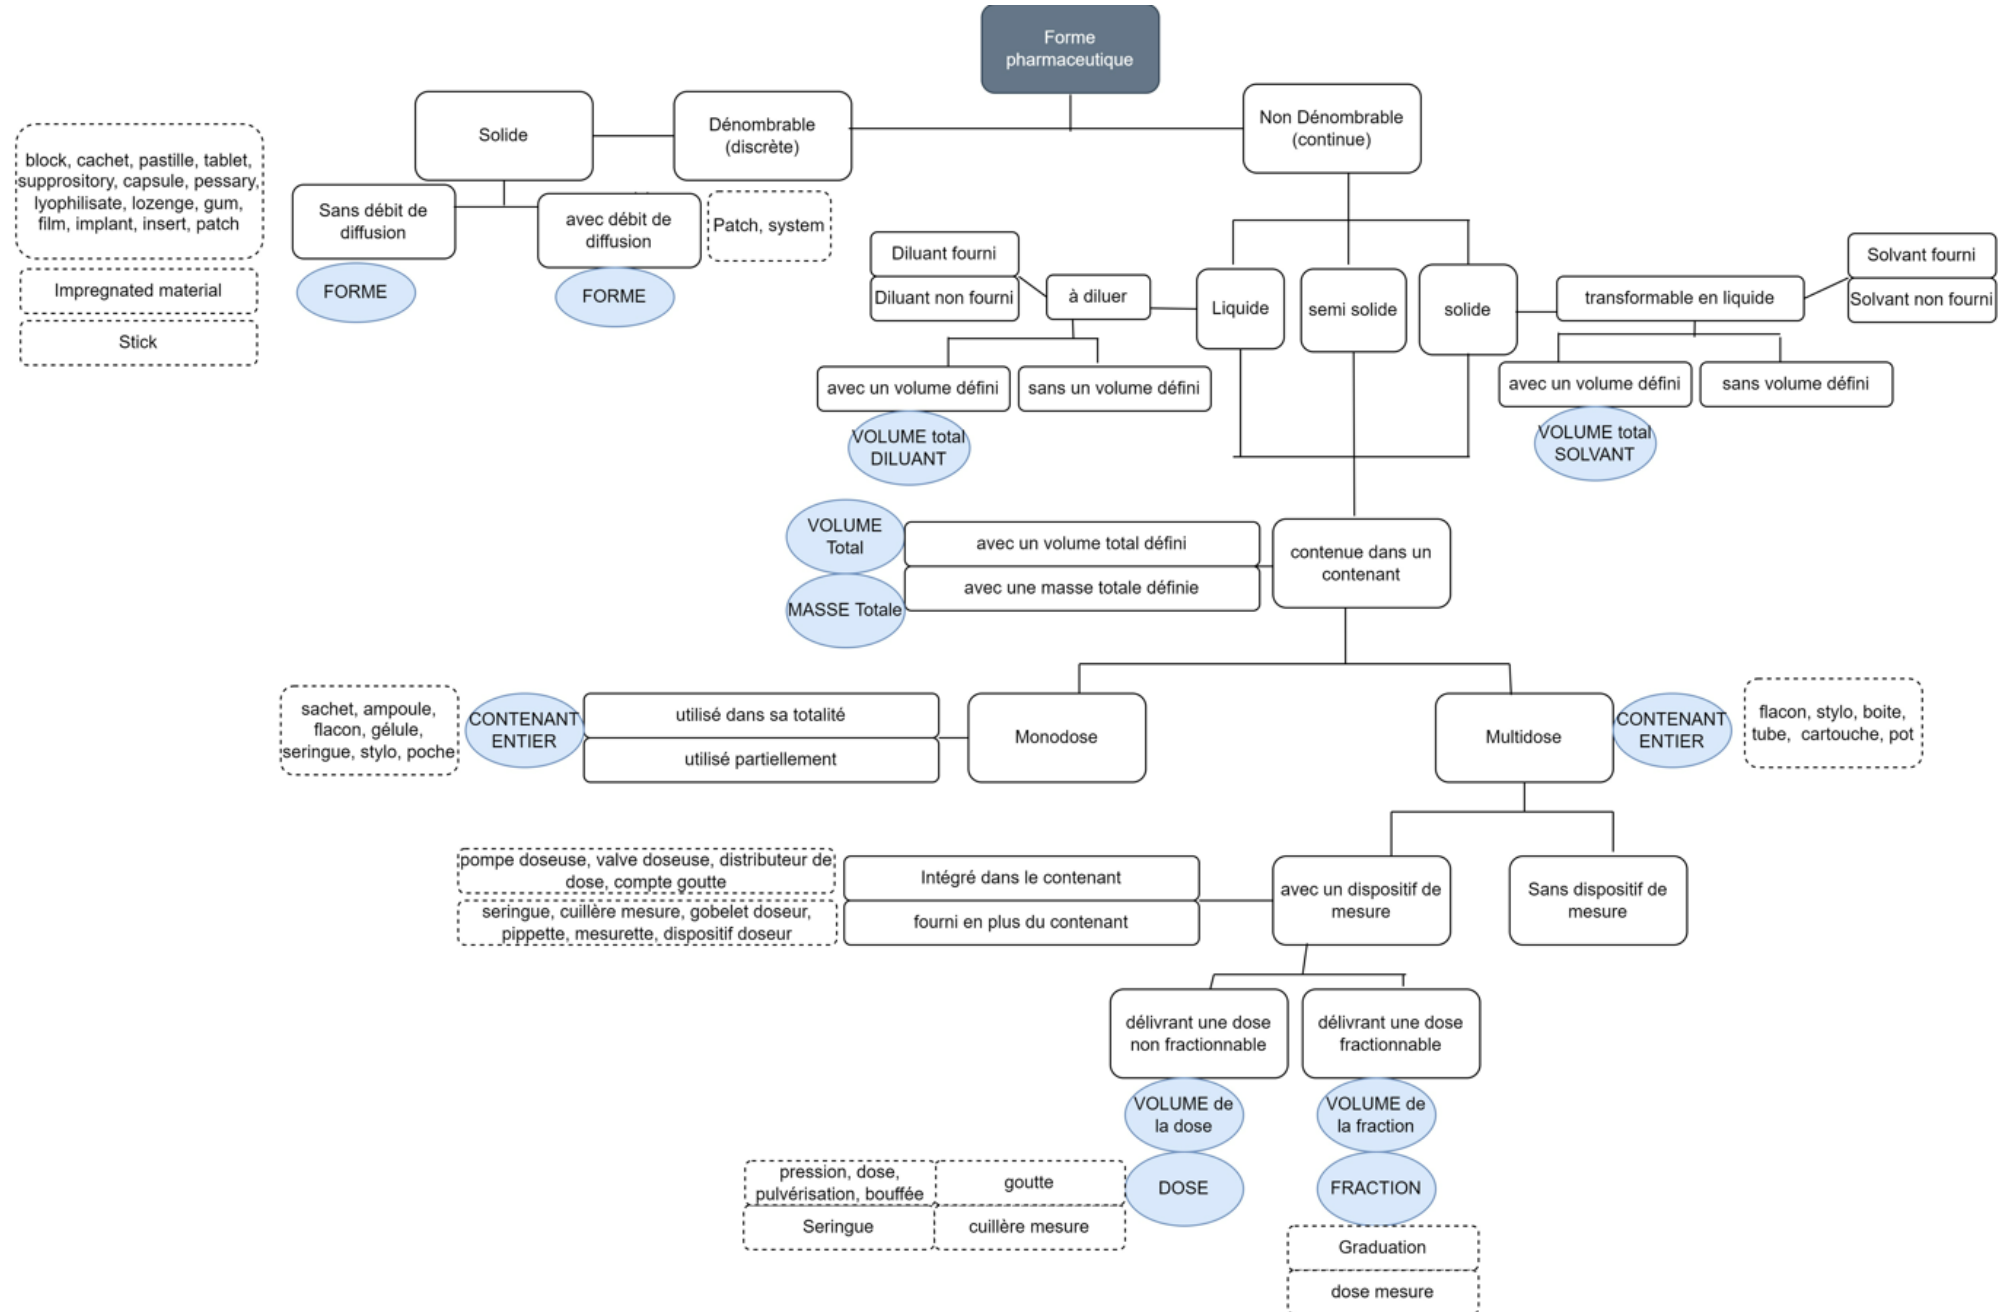 Forme
pharmaceutique
Solide
Dénombrable
(discrète)
Non Dénombrable
(continue)
block, cachet, pastille, tablet,
supprository, capsule, pessary,
lyophilisate, lozenge, gum,
film, implant, insert, patch
Impregnated material
Stick
Sans débit de
diffusion
FORME
avec débit de
diffusion
FORME
Patch, system
Diluant fourni
Diluant non fourni
à diluer
Liquide
semi solide
solide
transformable en liquide
Solvant fourni
Solvant non fourni
avec un volume défini
sans un volume défini
VOLUME total
DILUANT
avec un volume défini
sans volume défini
VOLUME total
SOLVANT
VOLUME
Total
MASSE Totale
avec un volume total défini
avec une masse totale définie
contenue dans un
contenant
sachet, ampoule,
flacon, gélule,
seringue, stylo, poche
CONTENANT
ENTIER
utilisé dans sa totalité
utilisé partiellement
Monodose
Multidose
CONTENANT
ENTIER
flacon, stylo, boite,
tube, cartouche, pot
pompe doseuse, valve doseuse, distributeur de
dose, compte goutte
seringue, cuillère mesure, gobelet doseur,
pippette, mesurette, dispositif doseur
Intégré dans le contenant
fourni en plus du contenant
avec un dispositif de
mesure
Sans dispositif de
mesure
délivrant une dose
non fractionnable
délivrant une dose
fractionnable
VOLUME de
la dose
VOLUME de
la fraction
pression, dose,
pulvérisation, bouffée
goutte
Seringue
cuillère mesure
DOSE
FRACTION
Graduation
dose mesure